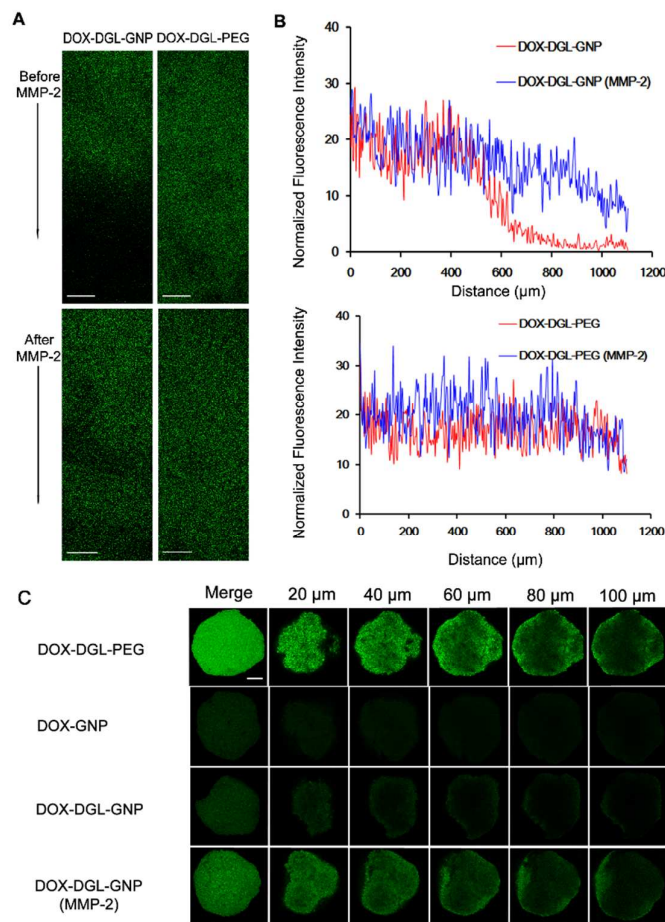 A
DOX-DGL-GNP DOX-DGL-PEG
Before
MMP-2
After
MMP-2
B
DOX-DGL-GNP
DOX-DGL-GNP (MMP-2)
Normalized Fluorescence Intensity
40
30
20
10
0
0 200 400 600 800 1000 1200
Distance (µm)
DOX-DGL-PEG
DOX-DGL-PEG (MMP-2)
Normalized Fluorescence Intensity
40
30
20
10
0
0 200 400 600 800 1000 1200
Distance (µm)
C
Merge 20 µm 40 µm 60 µm 80 µm 100 µm
DOX-DGL-PEG
DOX-GNP
DOX-DGL-GNP
DOX-DGL-GNP
(MMP-2)